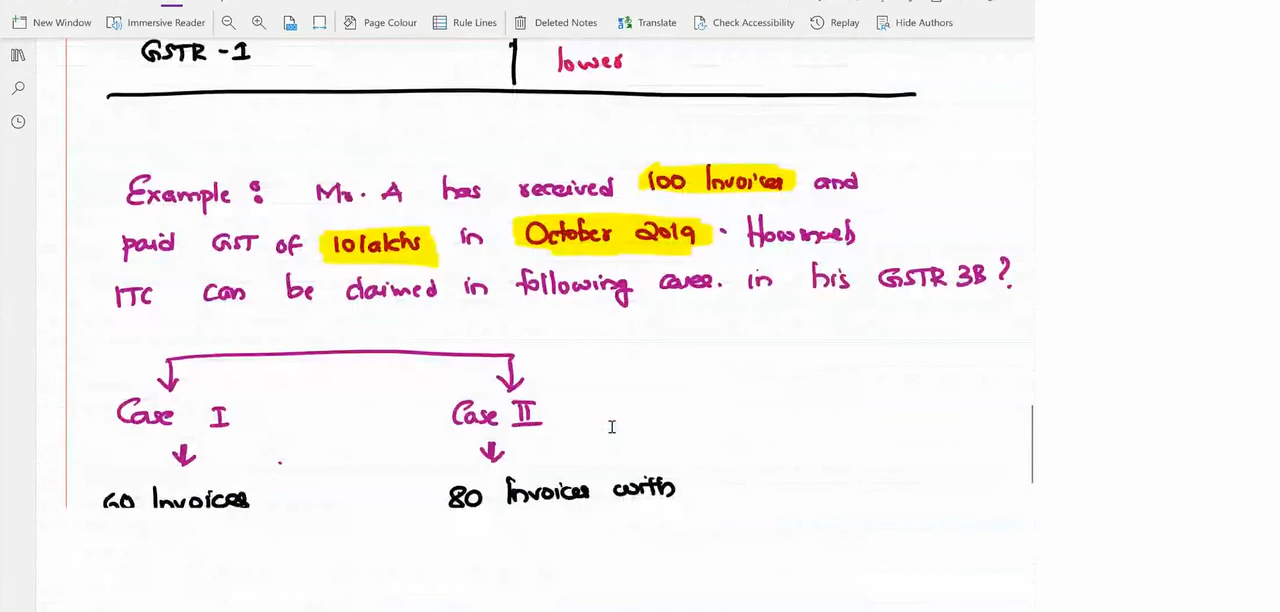 New Window Immersive Reader Page Colour Rule Lines Deleted Notes Translate Check Accessibility Replay Hide Authors
GSTR -1
lower
Example : Mr. A has received 100 Invoices and
paid GST of 10 lakhs in October 2019. How much
ITC can be claimed in following cases. in his GSTR 3B?
Case I Case II
60 Invoices 80 Invoices with